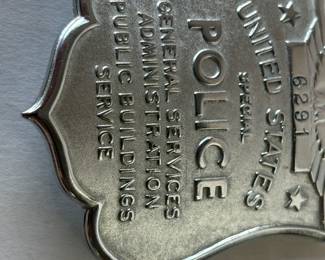 6291
UNITED STATES
SPECIAL
POLICE
GENERAL SERVICES
ADMINISTRATION
PUBLIC BUILDINGS
SERVICE